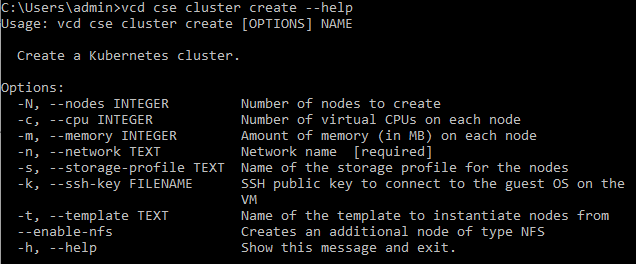 C:\Users\admin>vcd cse cluster create --help
Usage: vcd cse cluster create [OPTIONS] NAME
Create a Kubernetes cluster.
Options:
-N, --nodes INTEGER Number of nodes to create
-c, --cpu INTEGER Number of virtual CPUs on each node
-m, --memory INTEGER Amount of memory (in MB) on each node
-n, --network TEXT Network name [required]
-s, --storage-profile TEXT Name of the storage profile for the nodes
-k, --ssh-key FILENAME SSH public key to connect to the guest OS on the
VM
-t, --template TEXT Name of the template to instantiate nodes from
--enable-nfs Creates an additional node of type NFS
-h, --help Show this message and exit.